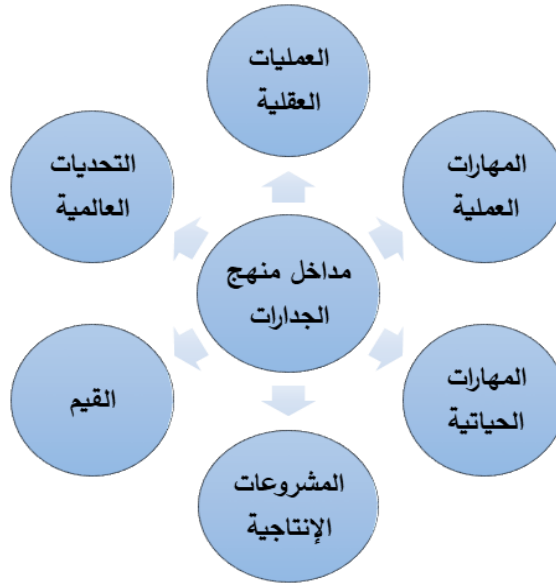 العمليات
العقلية
المهارات
العملية
التحديات
العالمية
مداخل منهج
الجدارات
المهارات
الحياتية
القيم
المشروعات
الإنتاجية